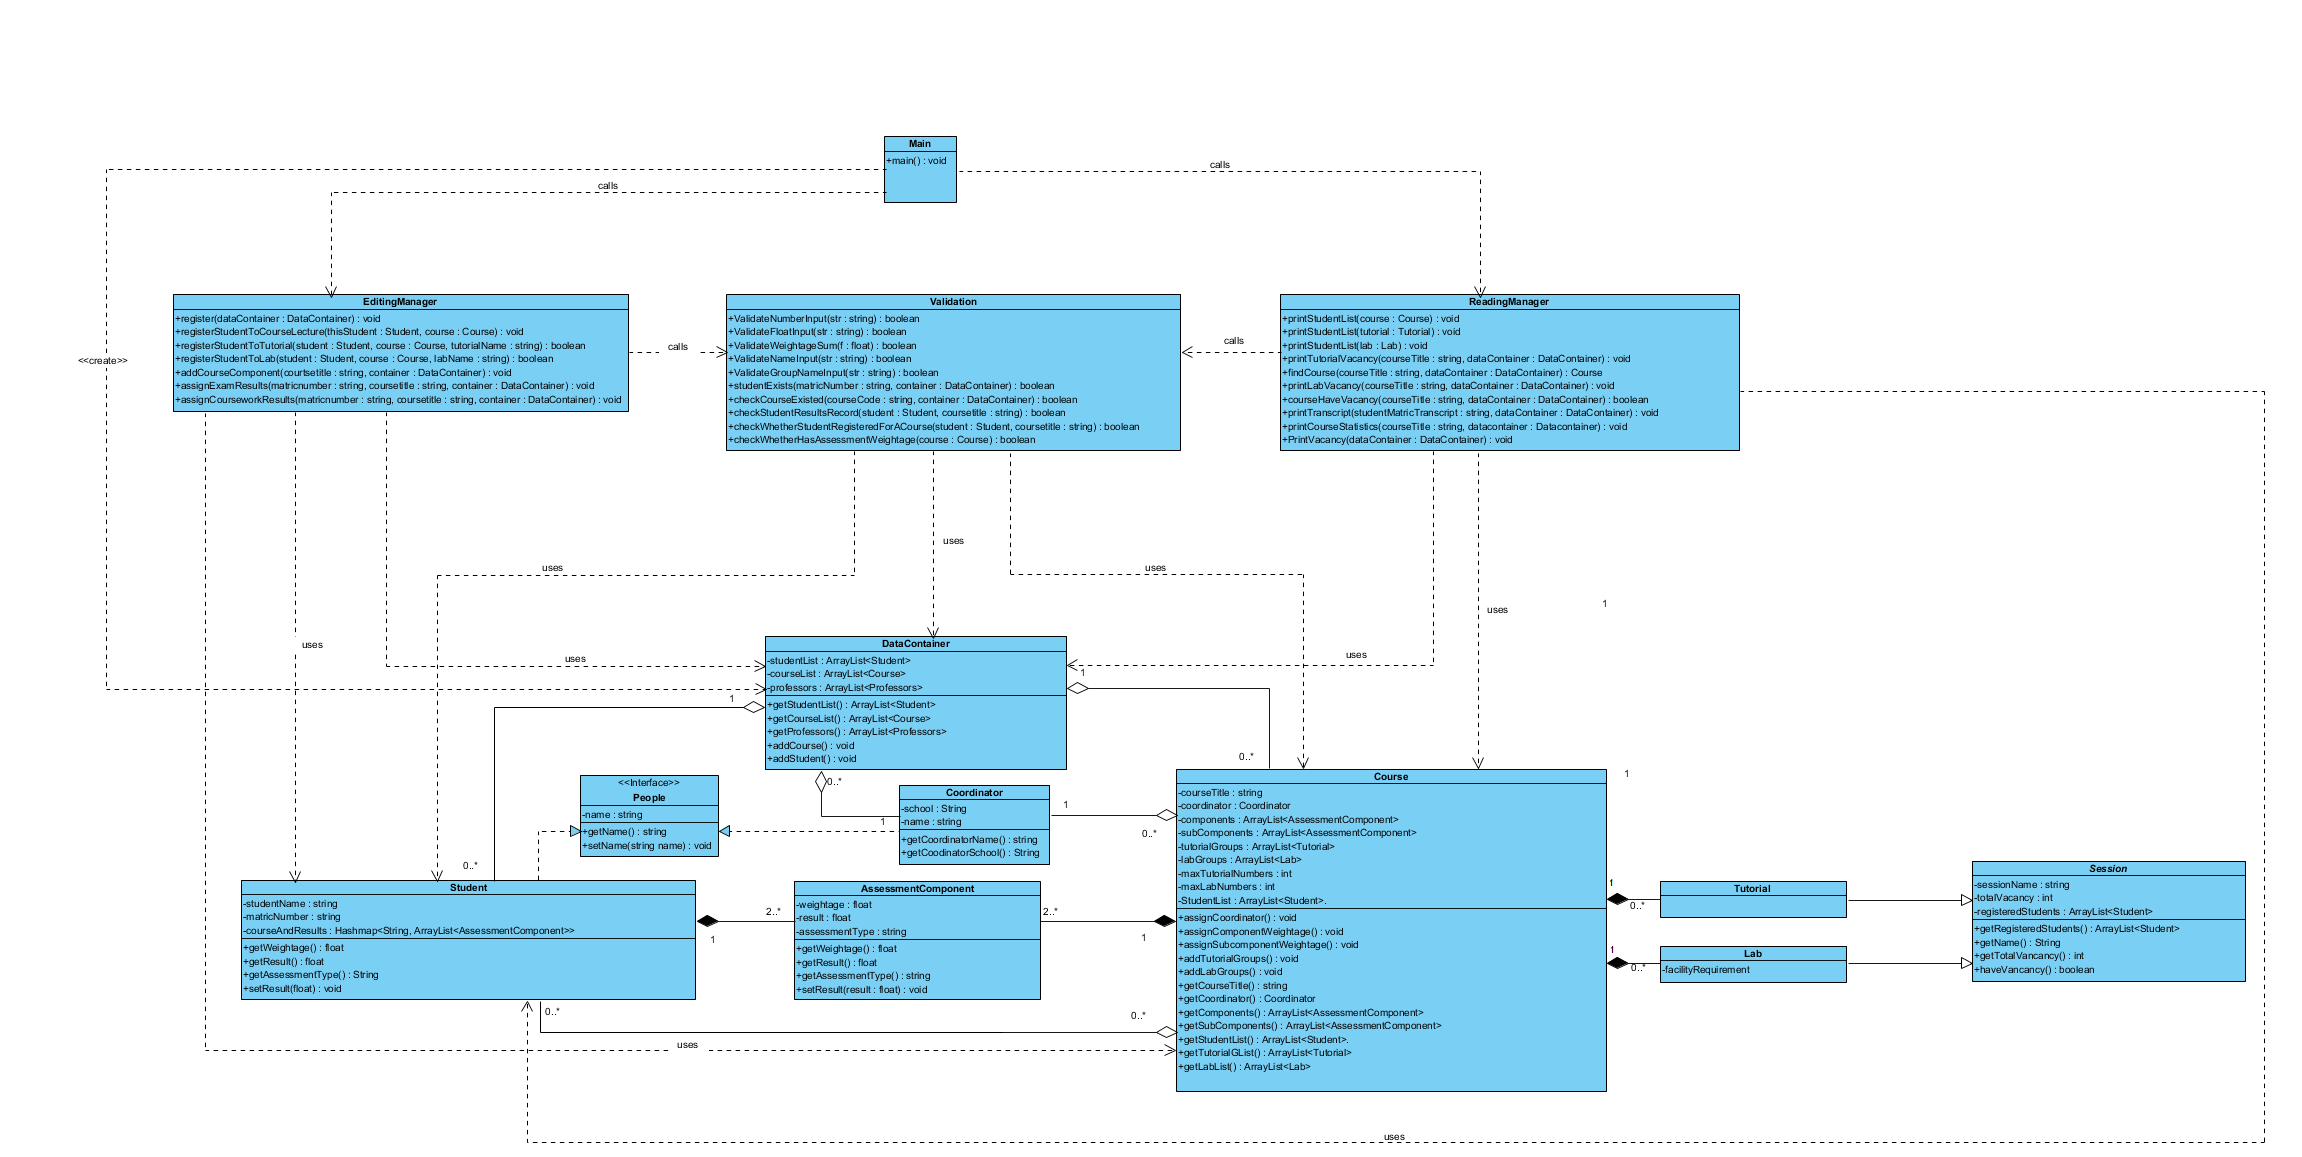 Main
+main() : void
calls
calls
<<create>>
EditingManager
+register(dataContainer : DataContainer) : void
+registerStudentToCourseLecture(thisStudent : Student, course : Course) : void
+registerStudentToTutorial(student : Student, course : Course, tutorialName : string) : boolean
+registerStudentToLab(student : Student, course : Course, labName : string) : boolean
+addCourseComponent(courtsetitle : string, container : DataContainer) : void
+assignExamResults(matricnumber : string, coursetitle : string, container : DataContainer) : void
+assignCourseworkResults(matricnumber : string, coursetitle : string, container : DataContainer) : void
calls
Validation
+ValidateNumberInput(str : string) : boolean
+ValidateFloatInput(str : string) : boolean
+ValidateWeightageSum(f : float) : boolean
+ValidateNameInput(str : string) : boolean
+ValidateGroupNameInput(str : string) : boolean
+studentExists(matricNumber : string, container : DataContainer) : boolean
+checkCourseExisted(courseCode : string, container : DataContainer) : boolean
+checkStudentResultsRecord(student : Student, coursetitle : string) : boolean
+checkWhetherStudentRegisteredForACourse(student : Student, coursetitle : string) : boolean
+checkWhetherHasAssessmentWeightage(course : Course) : boolean
calls
ReadingManager
+printStudentList(course : Course) : void
+printStudentList(tutorial : Tutorial) : void
+printStudentList(lab : Lab) : void
+printTutorialVacancy(courseTitle : string, dataContainer : DataContainer) : void
+findCourse(courseTitle : string, dataContainer : DataContainer) : Course
+printLabVacancy(courseTitle : string, dataContainer : DataContainer) : void
+courseHaveVacancy(courseTitle : string, dataContainer : DataContainer) : boolean
+printTranscript(studentMatricTranscript : string, dataContainer : DataContainer) : void
+printCourseStatistics(courseTitle : string, datacontainer : Datacontainer) : void
+PrintVacancy(dataContainer : DataContainer) : void
uses
uses
uses
uses
1
uses
uses
uses
DataContainer
-studentList : ArrayList<Student>
-courseList : ArrayList<Course>
-professors : ArrayList<Professors>
+getStudentList() : ArrayList<Student>
+getCourseList() : ArrayList<Course>
+getProfessors() : ArrayList<Professors>
+addCourse() : void
+addStudent() : void
1
1
0..*
0..*
0..*
<<Interface>>
People
-name : string
+getName() : string
+setName(string name) : void
Coordinator
-school : String
-name : string
+getCoordinatorName() : string
+getCoodinatorSchool() : String
1
1
0..*
1
Course
-courseTitle : string
-coordinator : Coordinator
-components : ArrayList<AssessmentComponent>
-subComponents : ArrayList<AssessmentComponent>
-tutorialGroups : ArrayList<Tutorial>
-labGroups : ArrayList<Lab>
-maxTutorialNumbers : int
-maxLabNumbers : int
-StudentList : ArrayList<Student>.
+assignCoordinator() : void
+assignComponentWeightage() : void
+assignSubcomponentWeightage() : void
+addTutorialGroups() : void
+addLabGroups() : void
+getCourseTitle() : string
+getCoordinator() : Coordinator
+getComponents() : ArrayList<AssessmentComponent>
+getSubComponents() : ArrayList<AssessmentComponent>
+getStudentList() : ArrayList<Student>.
+getTutorialGList() : ArrayList<Tutorial>
+getLabList() : ArrayList<Lab>
Student
-studentName : string
-matricNumber : string
-courseAndResults : Hashmap<String, ArrayList<AssessmentComponent>>
+getWeightage() : float
+getResult() : float
+getAssessmentType() : String
+setResult(float) : void
2..*
1
AssessmentComponent
-weightage : float
-result : float
-assessmentType : string
+getWeightage() : float
+getResult() : float
+getAssessmentType() : string
+setResult(result : float) : void
2..*
1
1
0..*
Tutorial
1
0..*
Lab
-facilityRequirement
Session
-sessionName : string
-totalVacancy : int
-registeredStudents : ArrayList<Student>
+getRegisteredStudents() : ArrayList<Student>
+getName() : String
+getTotalVancancy() : int
+haveVancancy() : boolean
0..*
0..*
uses
uses